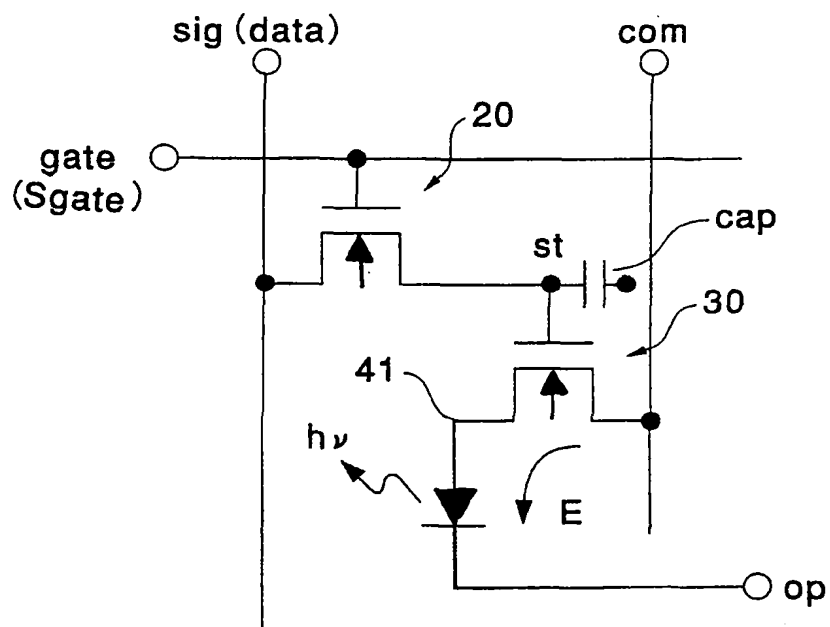 sig (data)
com
20
gate
(Sgate)
cap
st
30
41
hν
E
op